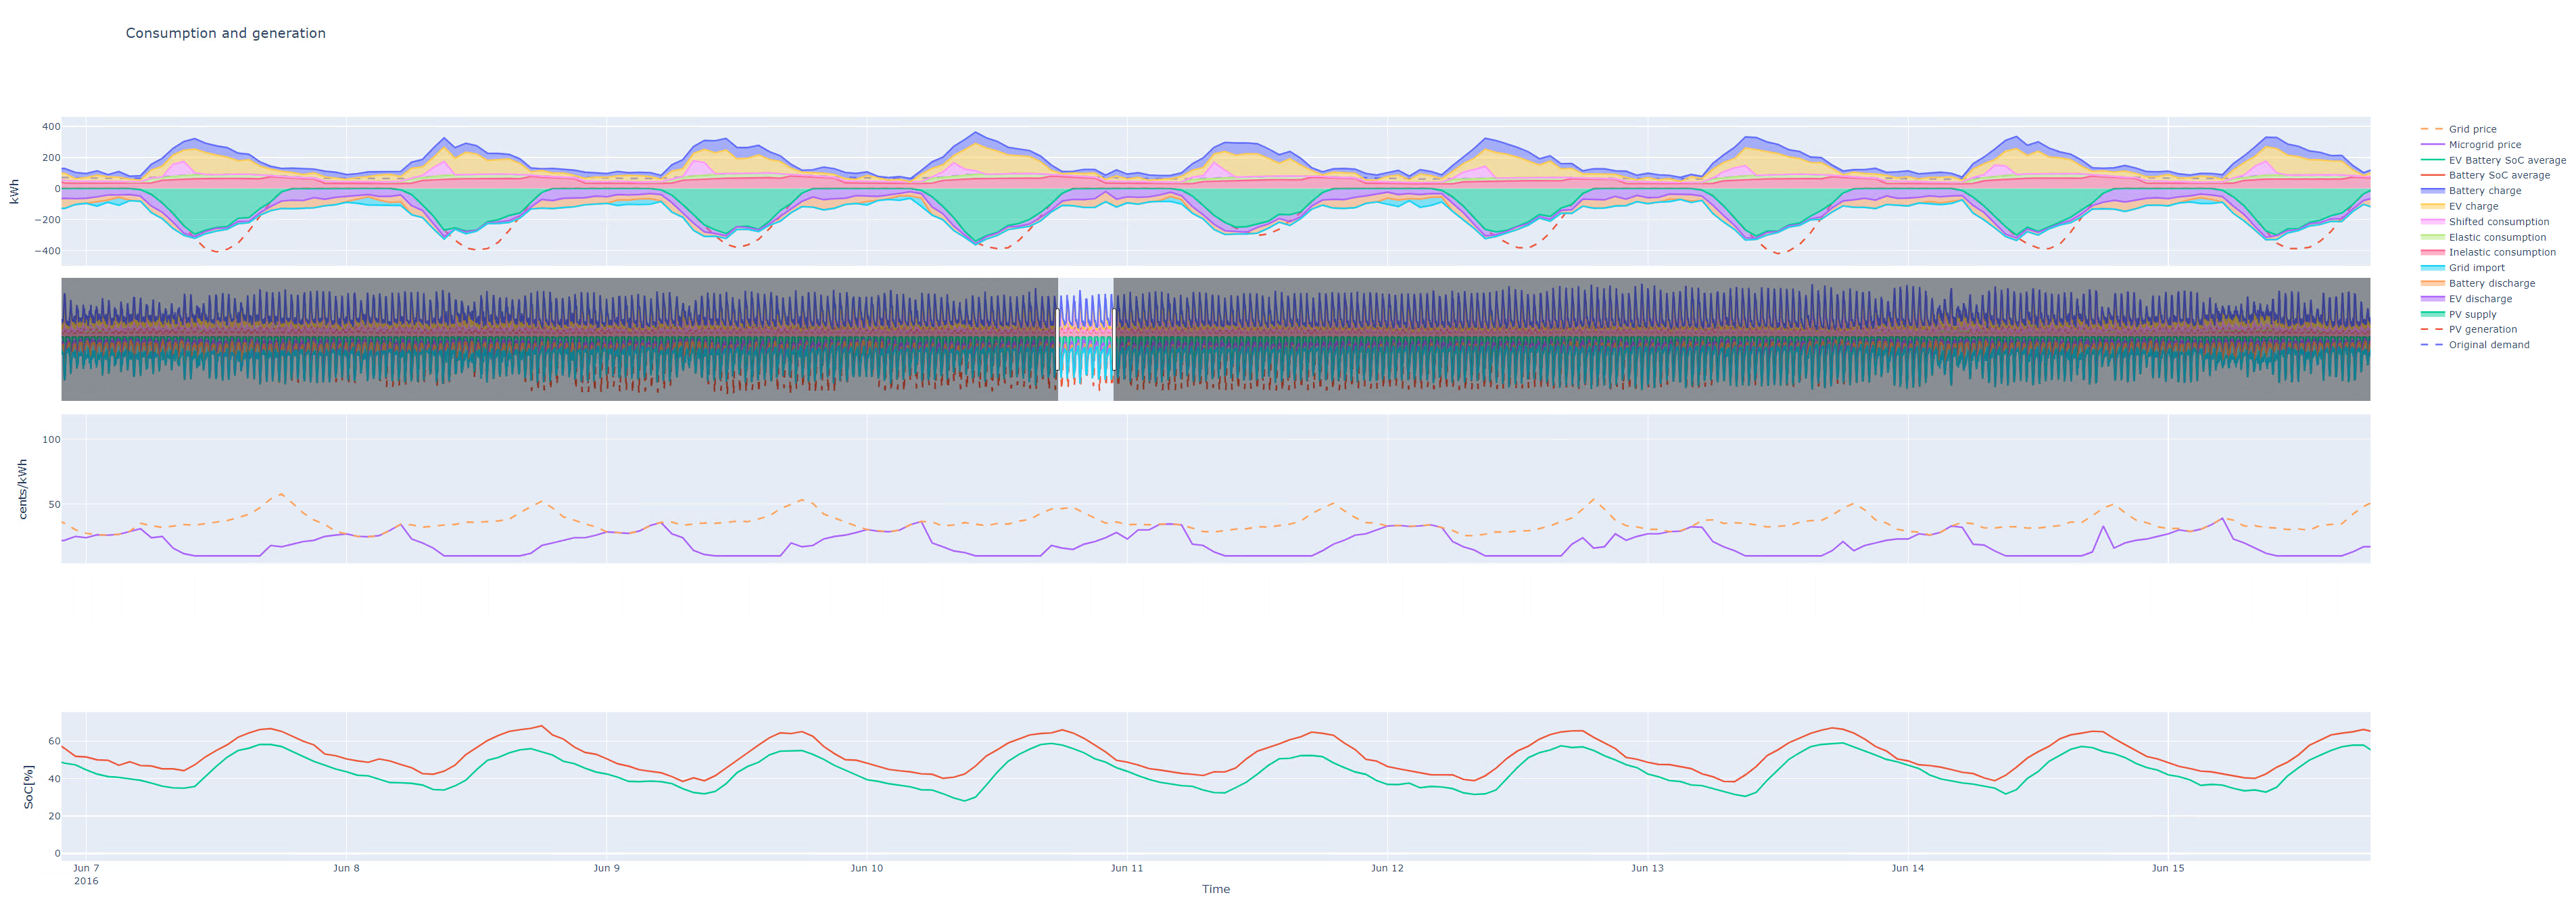 Consumption and generation
400
200
0
−200
−400
kWh
100
50
cents/kWh
60
40
20
0
SoC[%]
Jun 7
2016
Jun 8
Jun 9
Jun 10
Jun 11
Jun 12
Jun 13
Jun 14
Jun 15
Time
Grid price
Microgrid price
EV Battery SoC average
Battery SoC average
Battery charge
EV charge
Shifted consumption
Elastic consumption
Inelastic consumption
Grid import
Battery discharge
EV discharge
PV supply
PV generation
Original demand